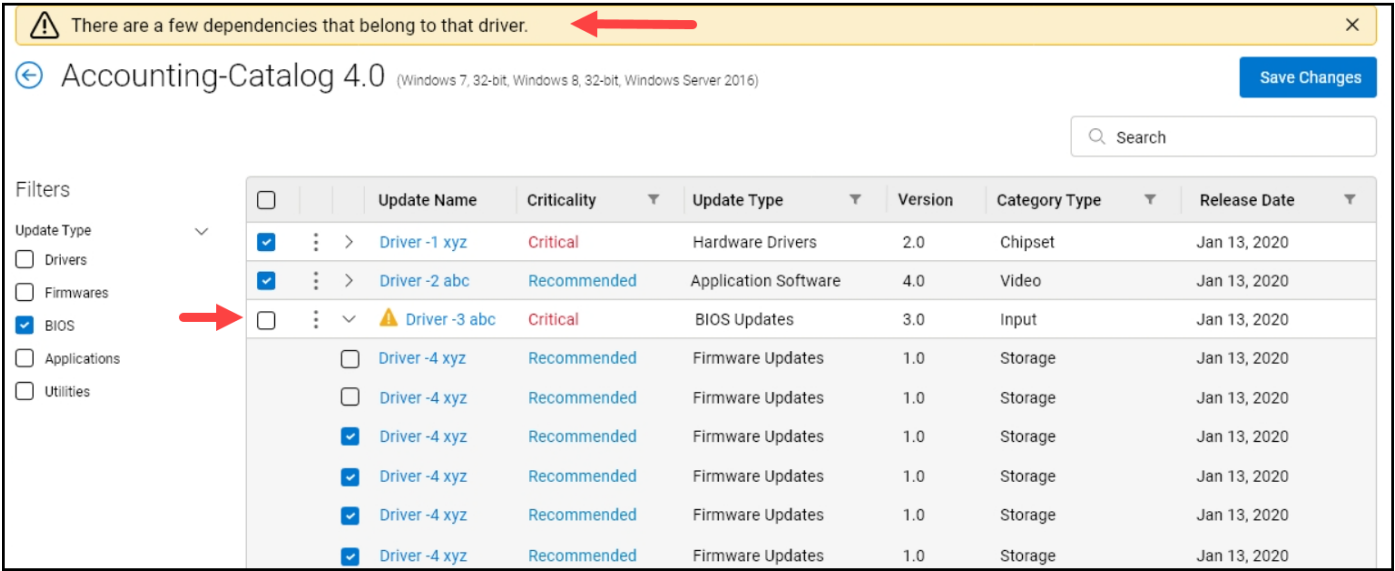 There are a few dependencies that belong to that driver.
Accounting-Catalog 4.0 (Windows 7, 32-bit, Windows 8, 32-bit, Windows Server 2016)
Save Changes
Search
Filters
Update Type
Drivers
Firmwares
BIOS
Applications
Utilities
Update Name Criticality Update Type Version Category Type Release Date
Driver -1 xyz Critical Hardware Drivers 2.0 Chipset Jan 13, 2020
Driver -2 abc Recommended Application Software 4.0 Video Jan 13, 2020
Driver -3 abc Critical BIOS Updates 3.0 Input Jan 13, 2020
Driver -4 xyz Recommended Firmware Updates 1.0 Storage Jan 13, 2020
Driver -4 xyz Recommended Firmware Updates 1.0 Storage Jan 13, 2020
Driver -4 xyz Recommended Firmware Updates 1.0 Storage Jan 13, 2020
Driver -4 xyz Recommended Firmware Updates 1.0 Storage Jan 13, 2020
Driver -4 xyz Recommended Firmware Updates 1.0 Storage Jan 13, 2020
Driver -4 xyz Recommended Firmware Updates 1.0 Storage Jan 13, 2020